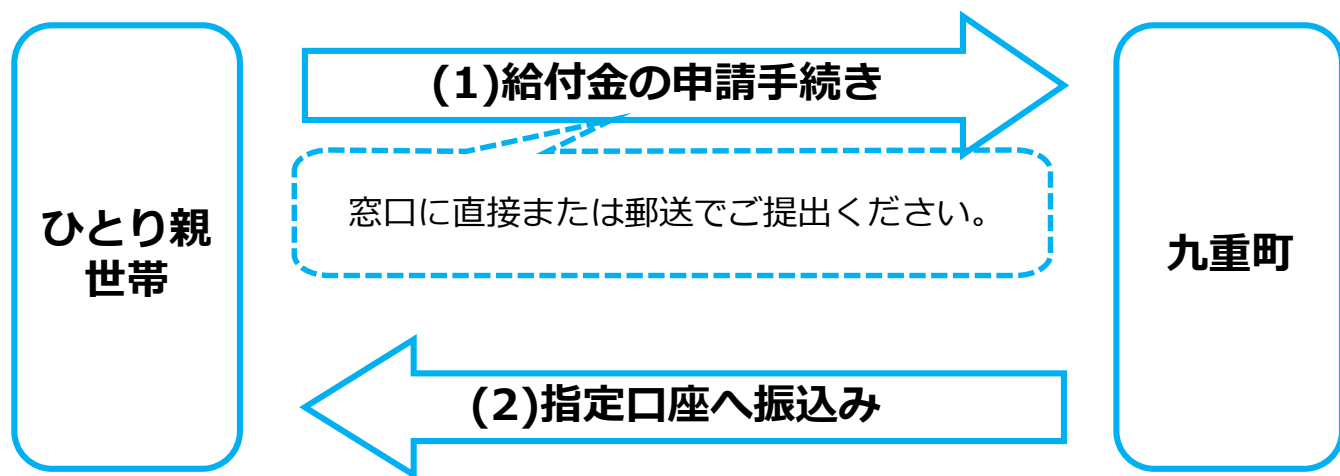 ひとり親
世帯
(1)給付金の申請手続き
窓口に直接または郵送でご提出ください。
(2)指定口座へ振込み
九重町